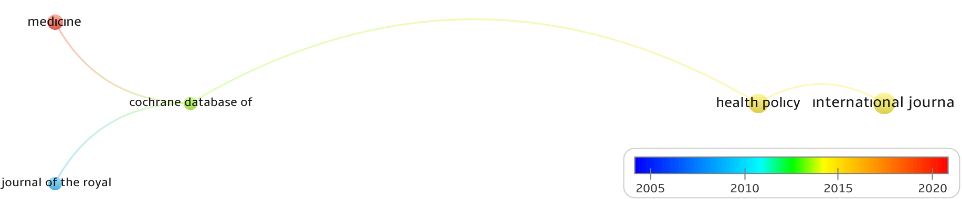 medicine
cochrane database of
health policy
international journa
journal of the royal
2005
2010
2015
2020